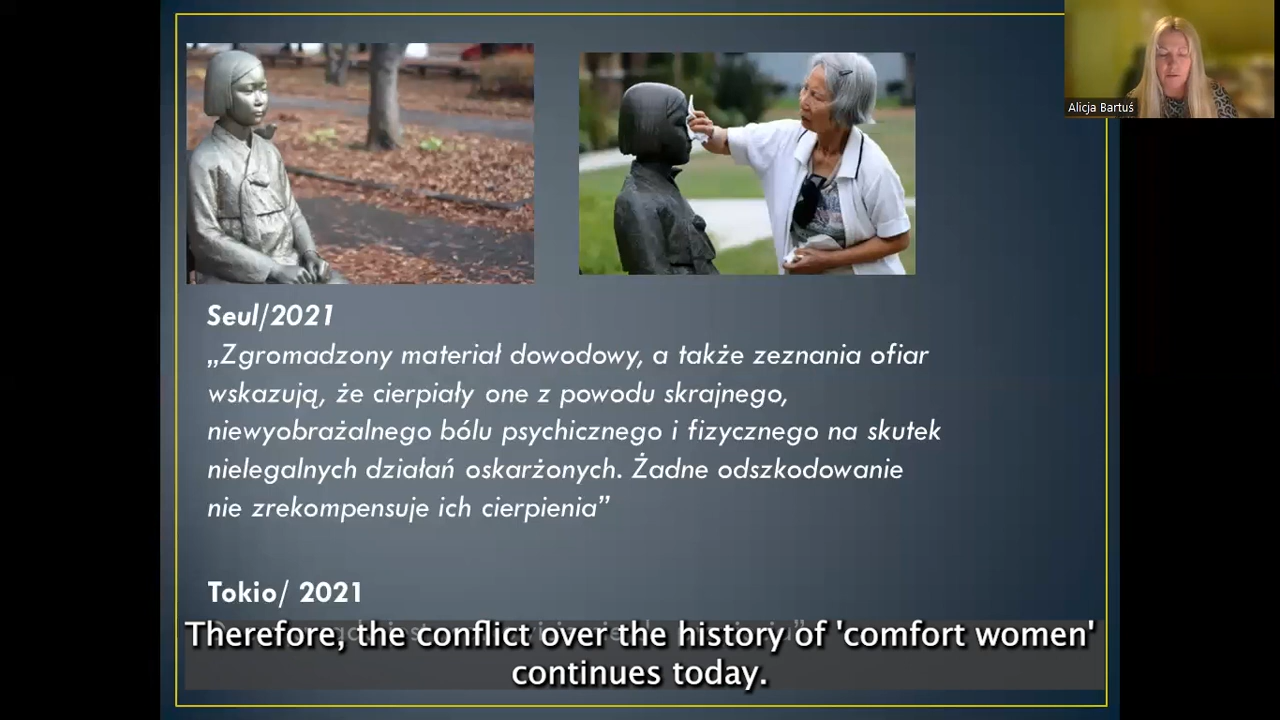 Alicja Bartuś
Seul/2021
„Zgromadzony materiał dowodowy, a także zeznania ofiar
wskazują, że cierpiały one z powodu skrajnego,
niewyobrażalnego bólu psychicznego i fizycznego na skutek
nielegalnych działań oskarżonych. Żadne odszkodowanie
nie zrekompensuje ich cierpienia”
Tokio/ 2021
Therefore, the conflict over the history of 'comfort women'
continues today.